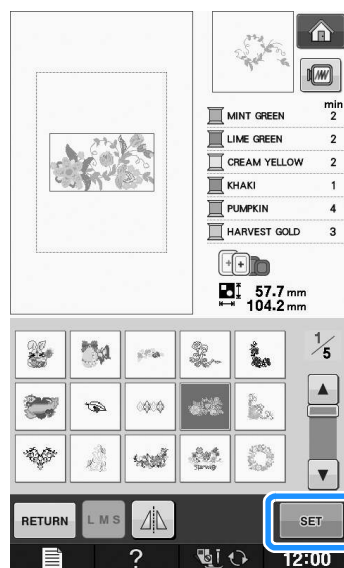 min
MINT GREEN 2
LIME GREEN 2
CREAM YELLOW 2
KHAKI 1
PUMPKIN 4
HARVEST GOLD 3
57.7 mm
104.2 mm
1/5
RETURN L M S SET
? 12:00